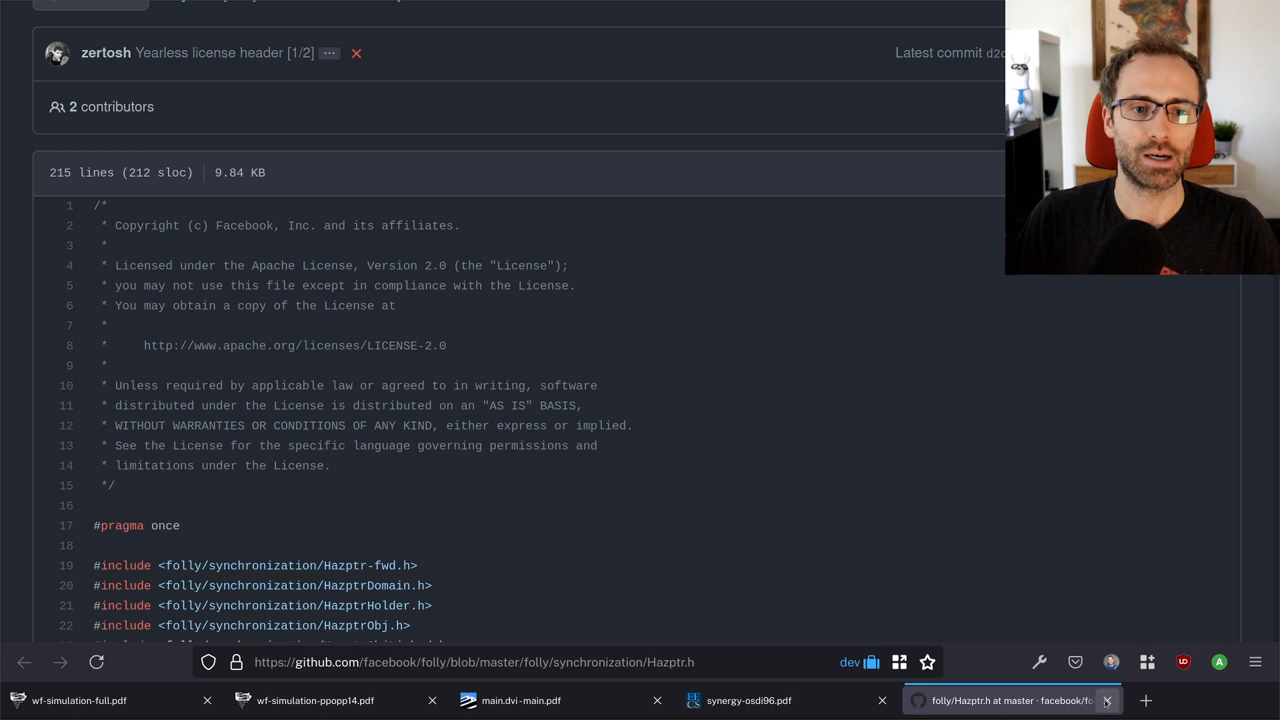 zertosh Yearless license header [1/2] ··· Latest commit
2 contributors
215 lines (212 sloc) 9.84 KB
1 /*
2 * Copyright (c) Facebook, Inc. and its affiliates.
3 *
4 * Licensed under the Apache License, Version 2.0 (the "License");
5 * you may not use this file except in compliance with the License.
6 * You may obtain a copy of the License at
7 *
8 * http://www.apache.org/licenses/LICENSE-2.0
9 *
10 * Unless required by applicable law or agreed to in writing, software
11 * distributed under the License is distributed on an "AS IS" BASIS,
12 * WITHOUT WARRANTIES OR CONDITIONS OF ANY KIND, either express or implied.
13 * See the License for the specific language governing permissions and
14 * limitations under the License.
15 */
16
17 #pragma once
18
19 #include <folly/synchronization/Hazptr-fwd.h>
20 #include <folly/synchronization/HazptrDomain.h>
21 #include <folly/synchronization/HazptrHolder.h>
22 #include <folly/synchronization/HazptrObj.h>
https://github.com/facebook/folly/blob/master/folly/synchronization/Hazptr.h dev
wf-simulation-full.pdf wf-simulation-ppopp14.pdf main.dvi - main.pdf synergy-osdi96.pdf folly/Hazptr.h at master · facebook/fo